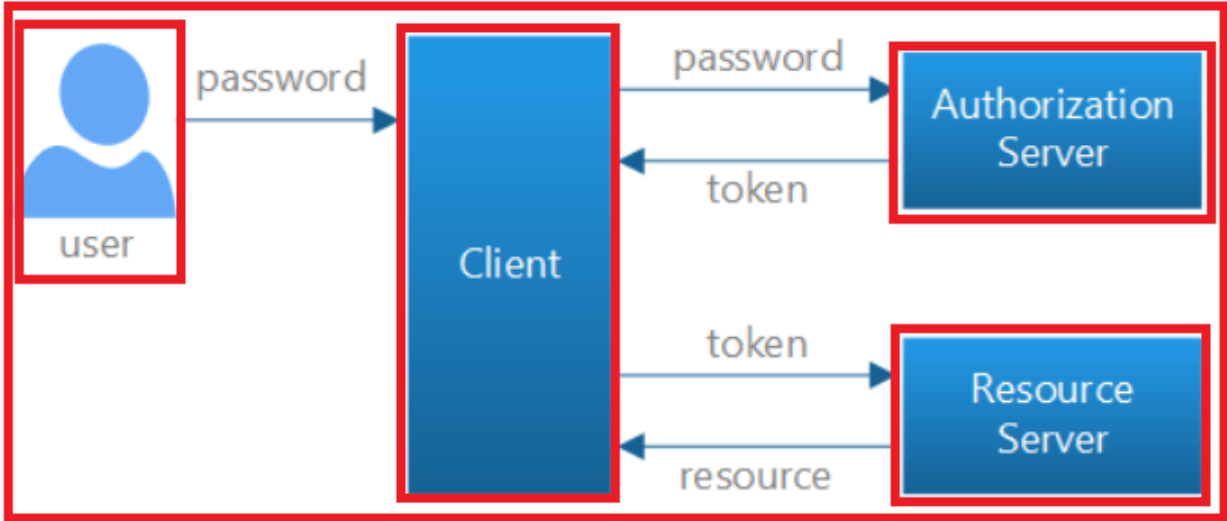 password
user
Client
password
token
Authorization
Server
token
resource
Resource
Server